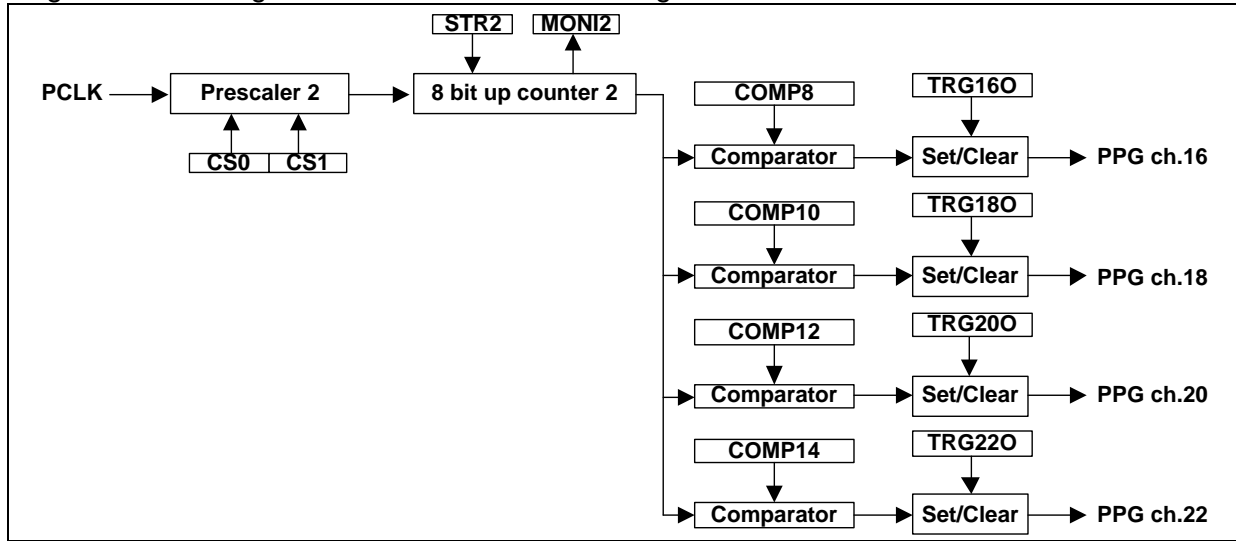 STR2 MONI2
PCLK Prescaler 2 8 bit up counter 2
CS0 CS1
COMP8 TRG16O
Comparator Set/Clear PPG ch.16
COMP10 TRG18O
Comparator Set/Clear PPG ch.18
COMP12 TRG20O
Comparator Set/Clear PPG ch.20
COMP14 TRG22O
Comparator Set/Clear PPG ch.22